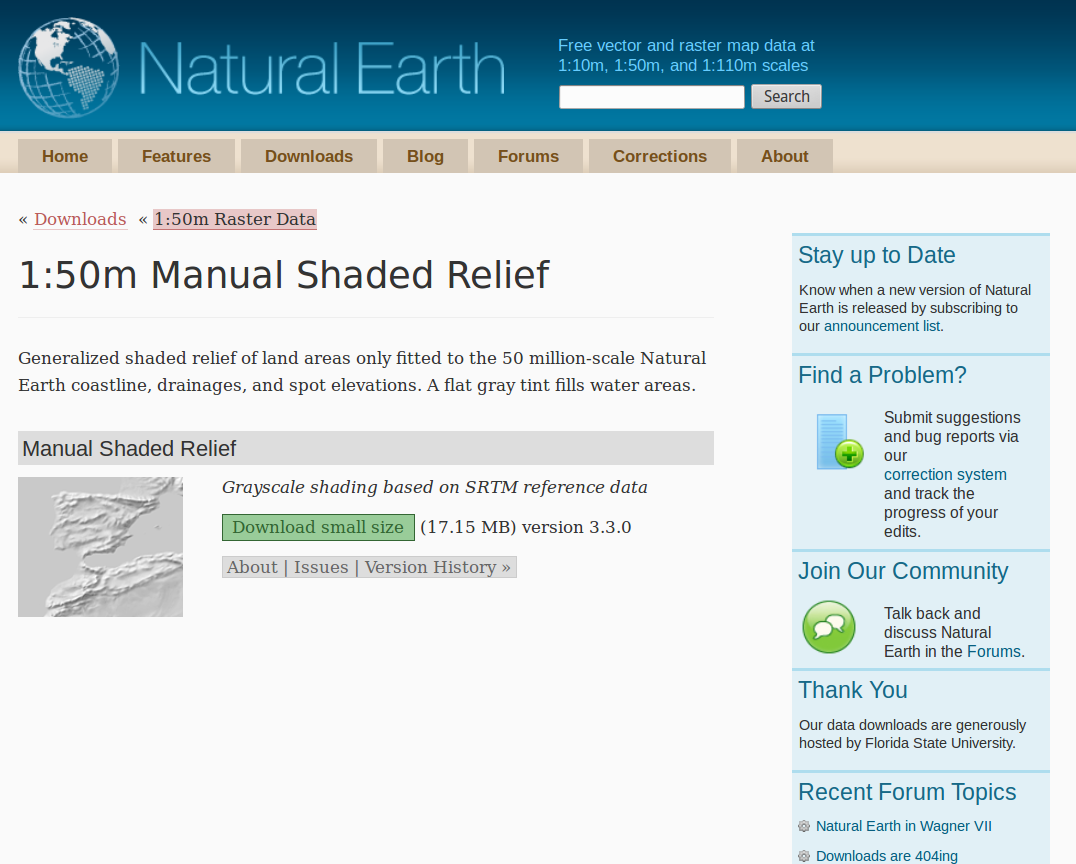 Natural Earth
Free vector and raster map data at
1:10m, 1:50m, and 1:110m scales
Search
Home Features Downloads Blog Forums Corrections About
« Downloads « 1:50m Raster Data
1:50m Manual Shaded Relief
Generalized shaded relief of land areas only fitted to the 50 million-scale Natural
Earth coastline, drainages, and spot elevations. A flat gray tint fills water areas.
Manual Shaded Relief
Grayscale shading based on SRTM reference data
Download small size (17.15 MB) version 3.3.0
About | Issues | Version History »
Stay up to Date
Know when a new version of Natural
Earth is released by subscribing to
our announcement list.
Find a Problem?
Submit suggestions
and bug reports via
our
correction system
and track the
progress of your
edits.
Join Our Community
Talk back and
discuss Natural
Earth in the Forums.
Thank You
Our data downloads are generously
hosted by Florida State University.
Recent Forum Topics
Natural Earth in Wagner VII
Downloads are 404ing